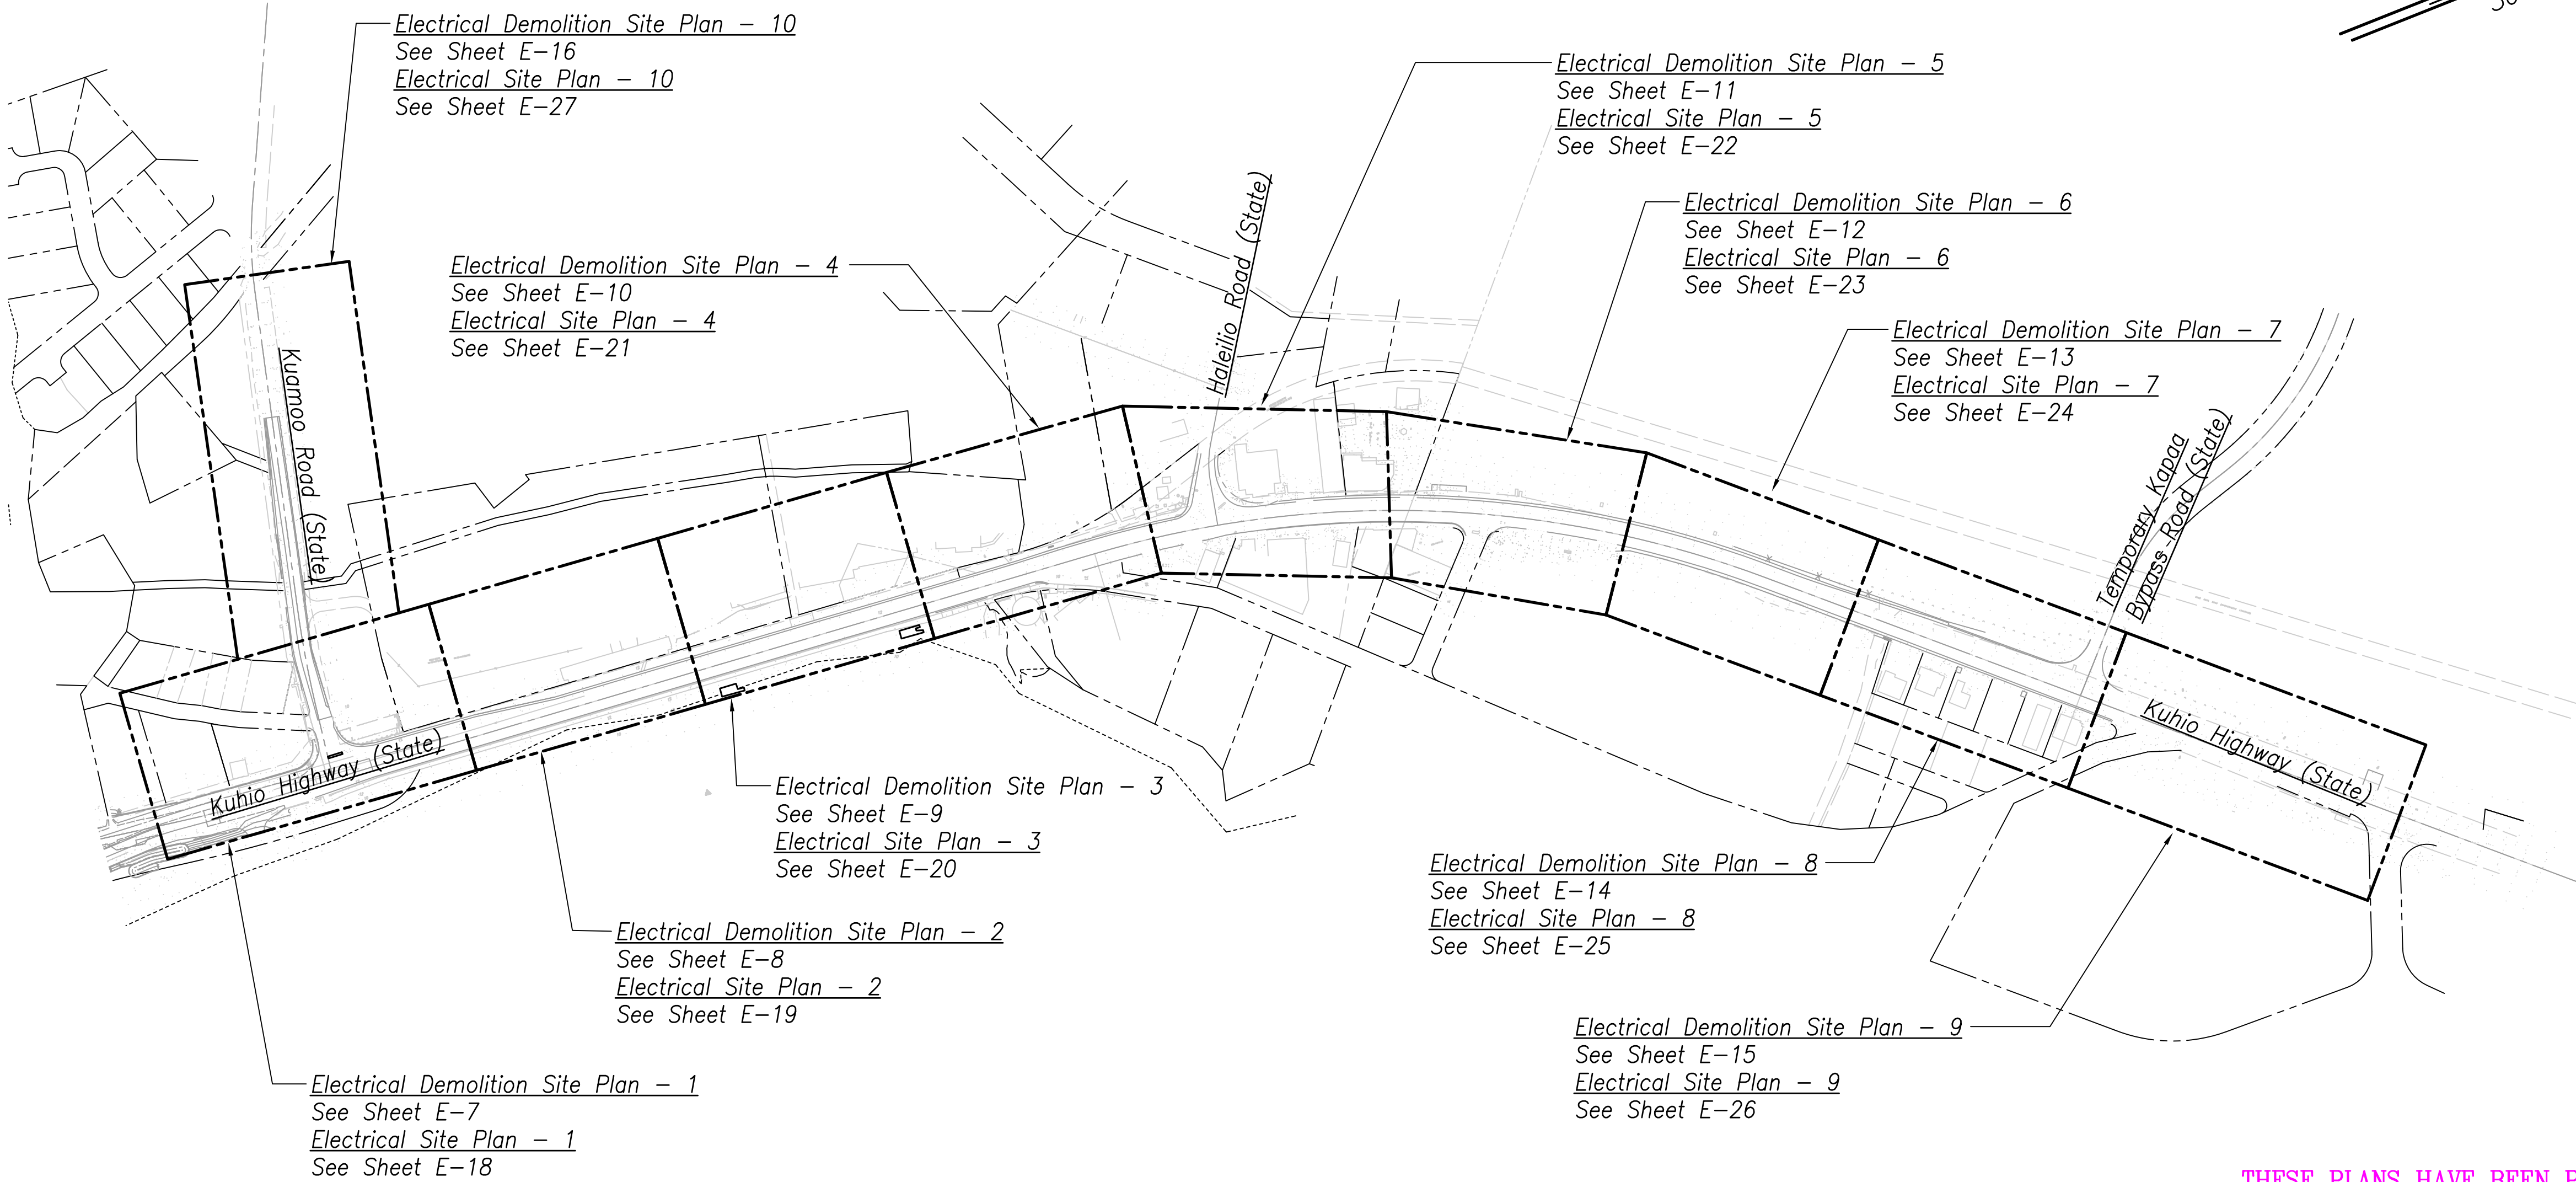 Electrical Demolition Site Plan – 10
See Sheet E–16
Electrical Site Plan – 10
See Sheet E–27
Electrical Demolition Site Plan – 5
See Sheet E–11
Electrical Site Plan – 5
See Sheet E–22
Electrical Demolition Site Plan – 6
See Sheet E–12
Electrical Site Plan – 6
See Sheet E–23
Electrical Demolition Site Plan – 4
See Sheet E–10
Electrical Site Plan – 4
See Sheet E–21
Electrical Demolition Site Plan – 7
See Sheet E–13
Electrical Site Plan – 7
See Sheet E–24
Kuamoo Road (State)
Haleilio Road (State)
Temporary Kapaa
Bypass Road (State)
Kuhio Highway (State)
Kuhio Highway (State)
Electrical Demolition Site Plan – 3
See Sheet E–9
Electrical Site Plan – 3
See Sheet E–20
Electrical Demolition Site Plan – 8
See Sheet E–14
Electrical Site Plan – 8
See Sheet E–25
Electrical Demolition Site Plan – 2
See Sheet E–8
Electrical Site Plan – 2
See Sheet E–19
Electrical Demolition Site Plan – 9
See Sheet E–15
Electrical Site Plan – 9
See Sheet E–26
Electrical Demolition Site Plan – 1
See Sheet E–7
Electrical Site Plan – 1
See Sheet E–18
THESE PLANS HAVE BEEN